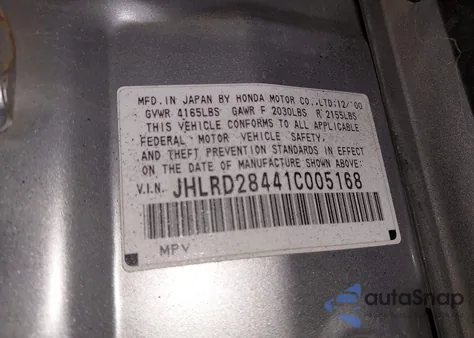 MFD.IN JAPAN BY HONDA MOTOR CO.,LTD:12/00
GVWR 4165LBS GAWR F 2030LBS R 2155LBS
THIS VEHICLE CONFORMS TO ALL APPLICABLE
FEDERAL MOTOR VEHICLE SAFETY,
AND THEFT PREVENTION STANDARDS IN EFFECT
ON THE DATE OF MANUFACTURE SHOWN ABOVE:
V.I.N. JHLRD28441C005168
MPV
autoSnap